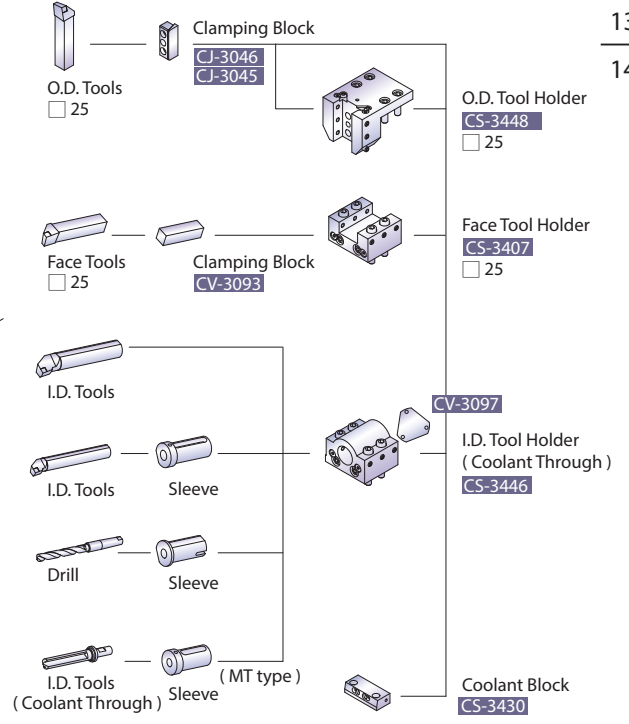 Clamping Block
CJ-3046
CJ-3045
O.D. Tools
25
O.D. Tool Holder
CS-3448
25
13
14
Face Tools
25
Clamping Block
CV-3093
Face Tool Holder
CS-3407
25
I.D. Tools
CV-3097
I.D. Tools
Sleeve
I.D. Tool Holder
( Coolant Through )
CS-3446
Drill
Sleeve
I.D. Tools
( Coolant Through )
Sleeve
( MT type )
Coolant Block
CS-3430